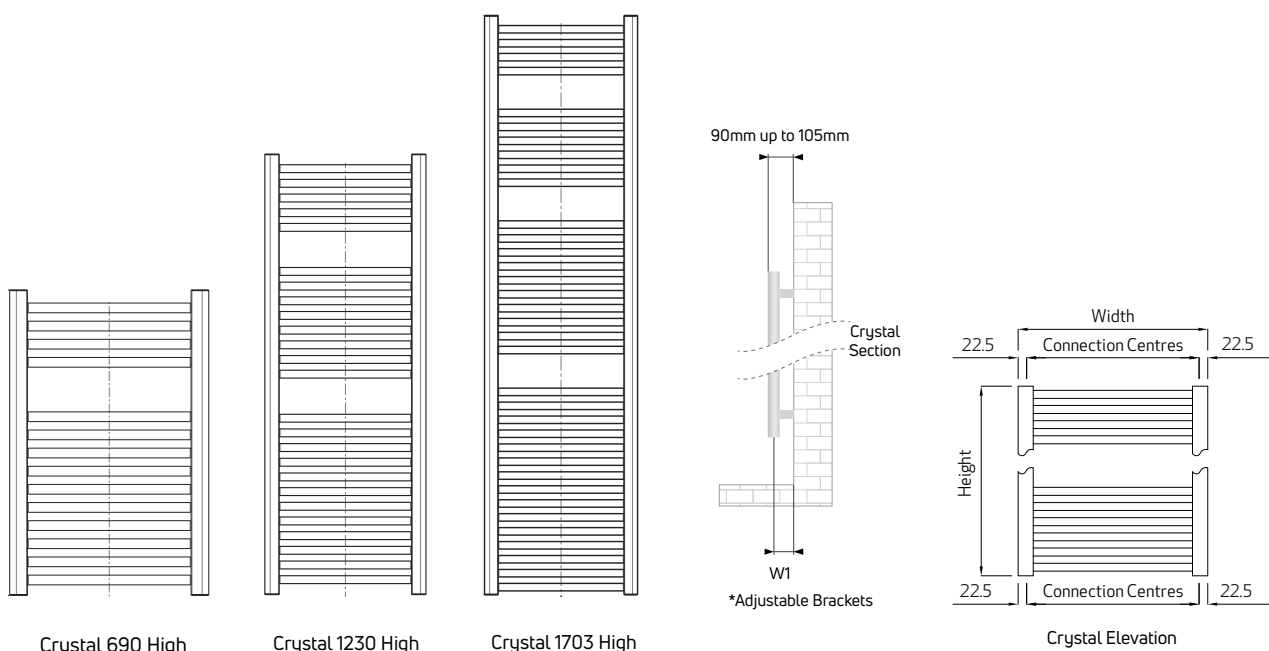 90mm up to 105mm
Crystal
Section
W1
*Adjustable Brackets
Width
22.5
Connection Centres
22.5
Height
22.5
Connection Centres
22.5
Crystal 690 High
Crystal 1230 High
Crystal 1703 High
Crystal Elevation